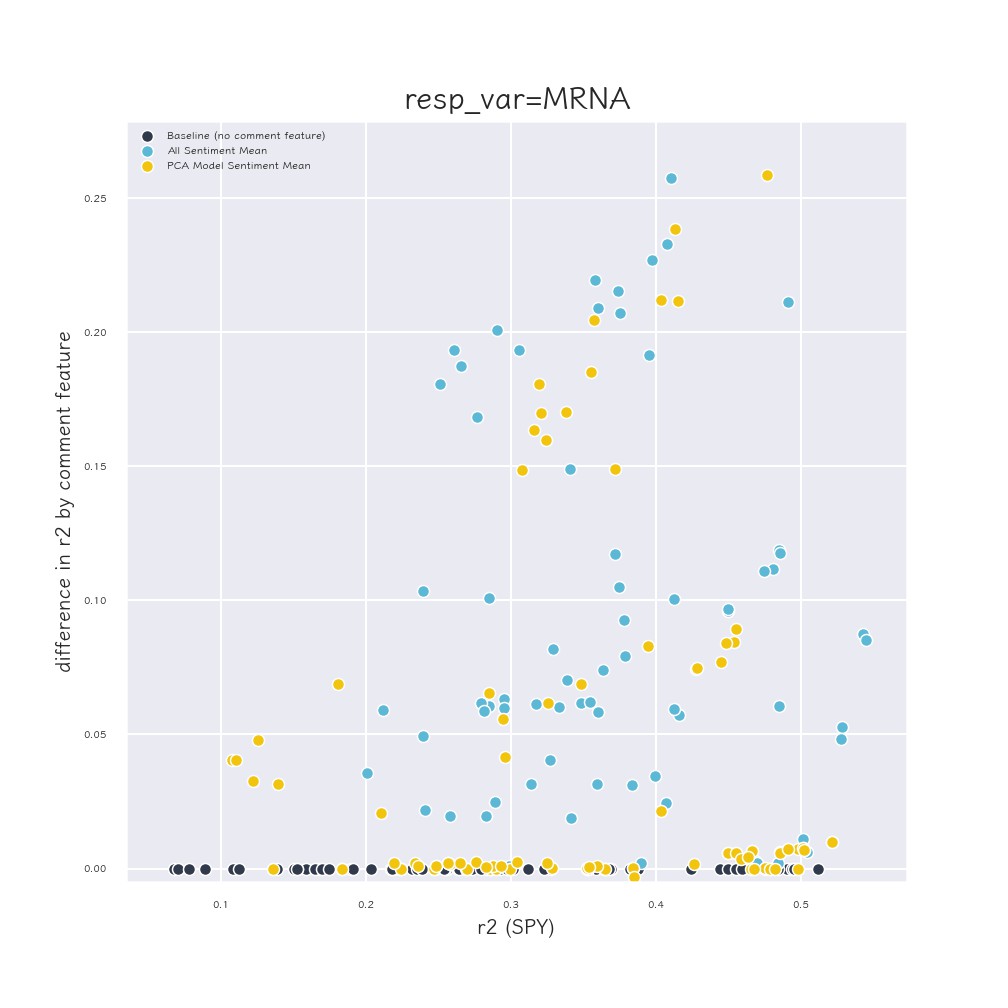 resp_var=MRNA
Baseline (no comment feature)
All Sentiment Mean
PCA Model Sentiment Mean
0.25
0.20
0.15
0.10
0.05
0.00
difference in r2 by comment feature
0.1 0.2 0.3 0.4 0.5
r2 (SPY)